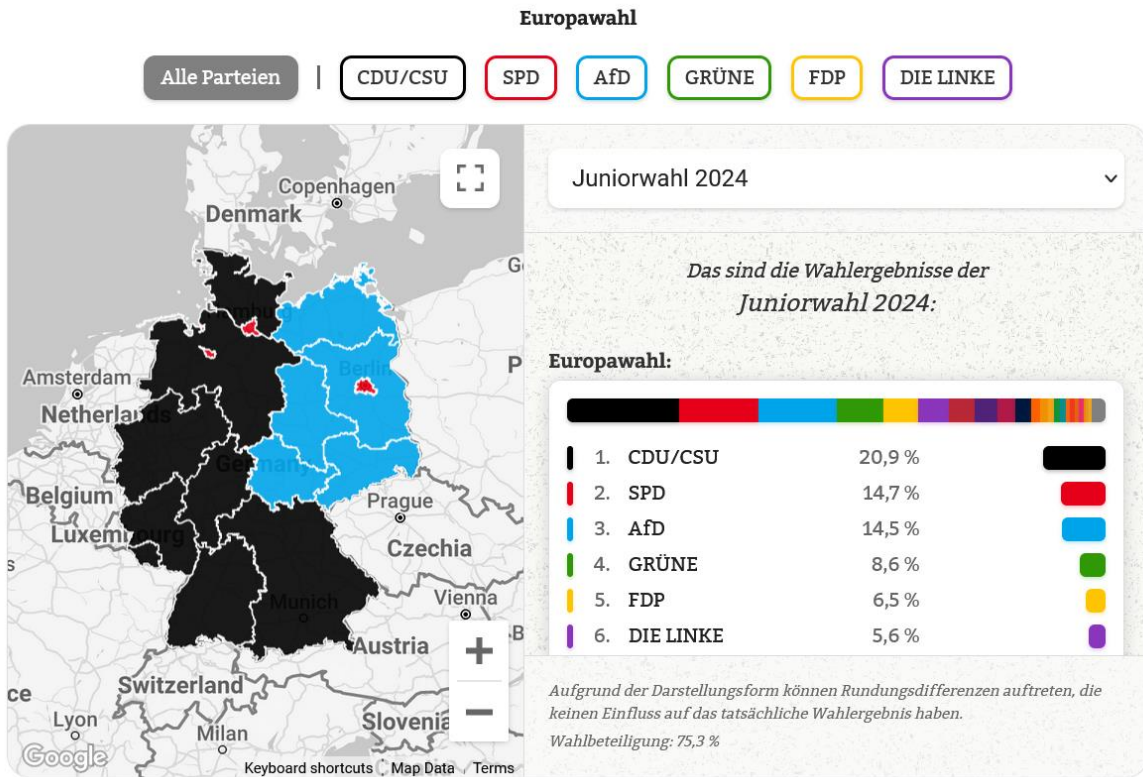 Europawahl
Alle Parteien | CDU/CSU SPD AfD GRÜNE FDP DIE LINKE
Copenhagen
Denmark
Hamburg
Berlin
Amsterdam
Netherlands
Germany
Belgium
Prague
Luxembourg
Czechia
Munich
Vienna
Austria
Switzerland
Slovenia
Lyon
Milan
Google
Keyboard shortcuts Map Data Terms
Juniorwahl 2024
Das sind die Wahlergebnisse der
Juniorwahl 2024:
Europawahl:
1. CDU/CSU 20,9 %
2. SPD 14,7 %
3. AfD 14,5 %
4. GRÜNE 8,6 %
5. FDP 6,5 %
6. DIE LINKE 5,6 %
Aufgrund der Darstellungsform können Rundungsdifferenzen auftreten, die
keinen Einfluss auf das tatsächliche Wahlergebnis haben.
Wahlbeteiligung: 75,3 %